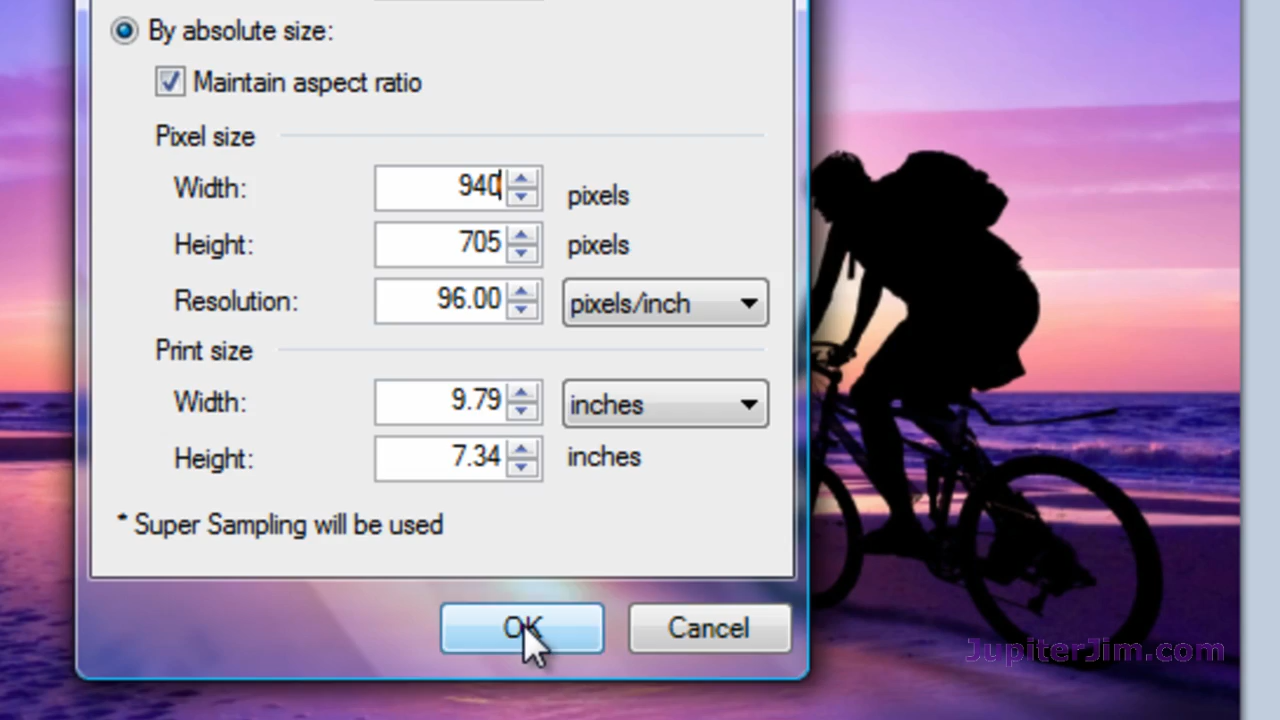 By absolute size:
Maintain aspect ratio
Pixel size
Width: 940 pixels
Height: 705 pixels
Resolution: 96.00 pixels/inch
Print size
Width: 9.79 inches
Height: 7.34 inches
* Super Sampling will be used
OK Cancel
JupiterJim.com